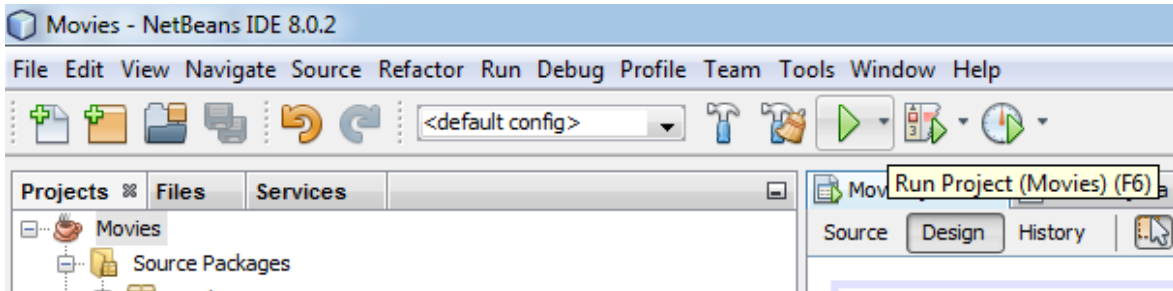 Movies - NetBeans IDE 8.0.2
File Edit View Navigate Source Refactor Run Debug Profile Team Tools Window Help
<default config>
Run Project (Movies) (F6)
Projects Files Services
Movies
Source Design History
Source Packages